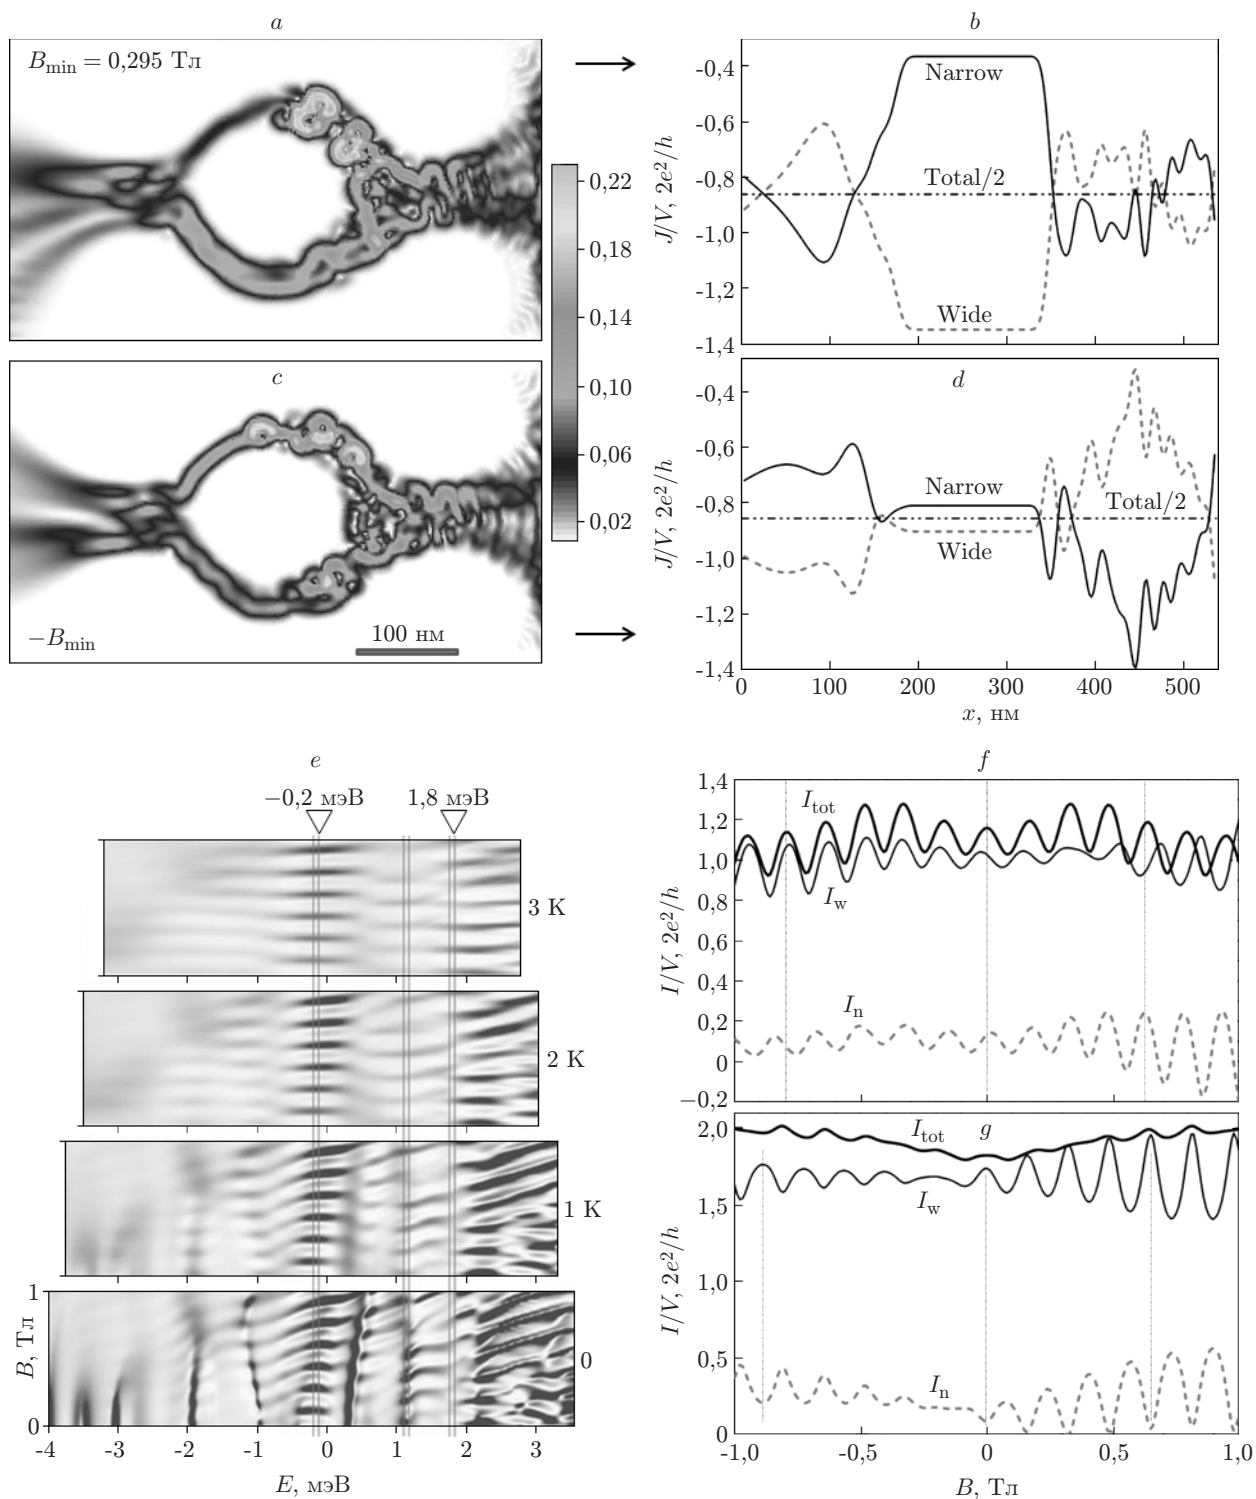 a
B_min = 0,295 Тл
0,22
0,18
0,14
0,10
0,06
0,02
b
-0,4
-0,6
-0,8
-1,0
-1,2
-1,4
J/V, 2e²/h
Narrow
Total/2
Wide
c
−B_min
100 нм
d
-0,4
-0,6
-0,8
-1,0
-1,2
-1,4
J/V, 2e²/h
Narrow
Total/2
Wide
0 100 200 300 400 500
x, нм
e
−0,2 мэВ 1,8 мэВ
3 K
2 K
1 K
0
1
0
B, Тл
-4 -3 -2 -1 0 1 2 3
E, мэВ
f
1,4
1,2
1,0
0,8
0,6
0,4
0,2
0
−0,2
I/V, 2e²/h
I_tot
I_w
I_n
g
2,0
1,5
1,0
0,5
0
I/V, 2e²/h
I_tot
I_w
I_n
-1,0 -0,5 0 0,5 1,0
B, Тл